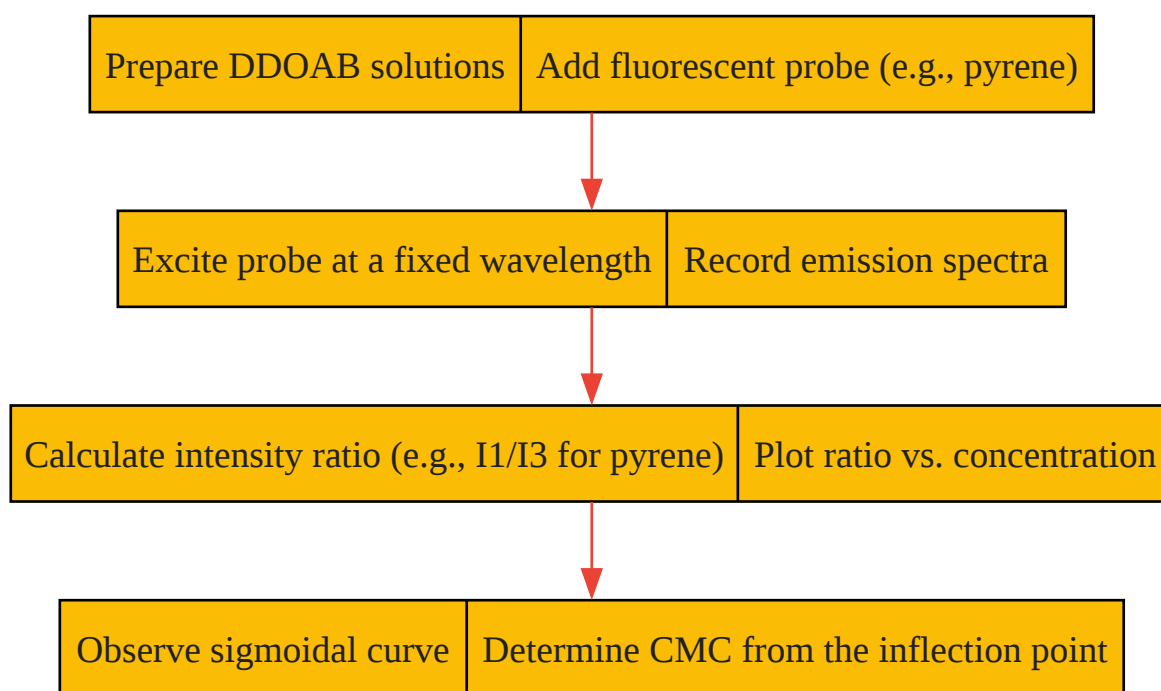 Prepare DDOAB solutions
Add fluorescent probe (e.g., pyrene)
Excite probe at a fixed wavelength
Record emission spectra
Calculate intensity ratio (e.g., I1/I3 for pyrene)
Plot ratio vs. concentration
Observe sigmoidal curve
Determine CMC from the inflection point